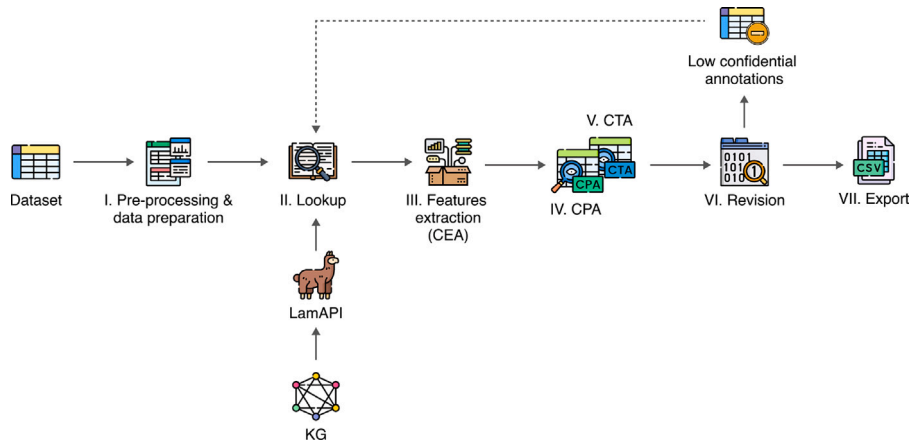 Low confidential
annotations
V. CTA
0101
101
010
1
CPA
CTA
CSV
Dataset
I. Pre-processing &
data preparation
II. Lookup
III. Features
extraction
(CEA)
IV. CPA
VI. Revision
VII. Export
LamAPI
KG